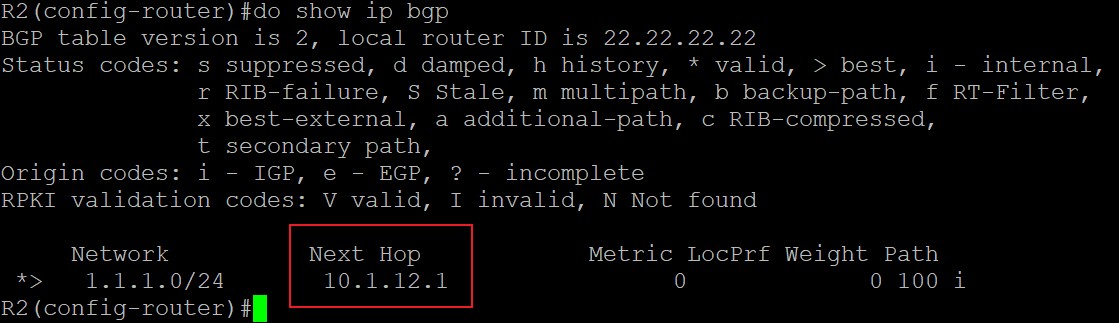 R2(config-router)#do show ip bgp
BGP table version is 2, local router ID is 22.22.22.22
Status codes: s suppressed, d damped, h history, * valid, > best, i - internal,
              r RIB-failure, S Stale, m multipath, b backup-path, f RT-Filter,
              x best-external, a additional-path, c RIB-compressed,
              t secondary path,
Origin codes: i - IGP, e - EGP, ? - incomplete
RPKI validation codes: V valid, I invalid, N Not found

     Network          Next Hop            Metric LocPrf Weight Path
 *>   1.1.1.0/24       10.1.12.1                0             0 100 i
R2(config-router)#